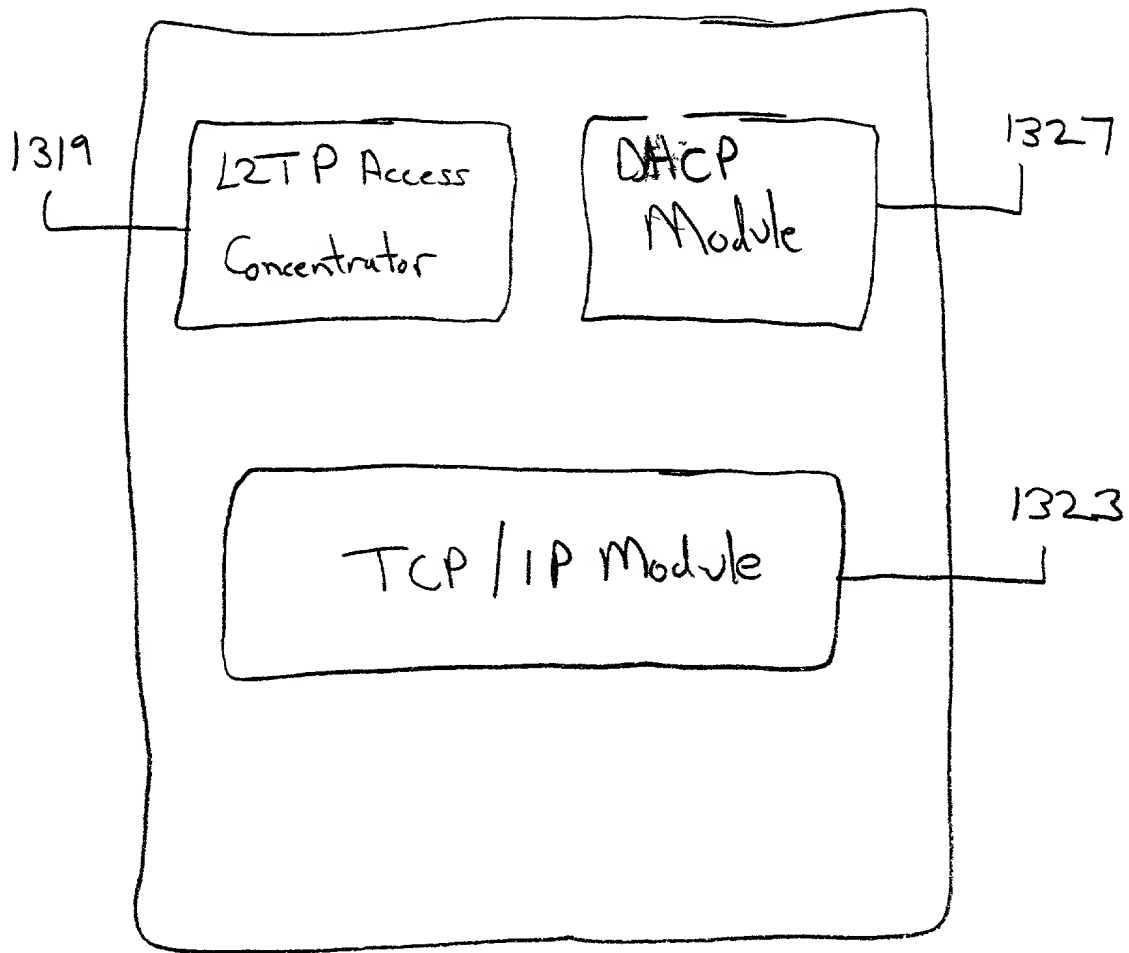 1319
L2TP Access
Concentrator
DHCP
Module
1327
TCP/IP Module
1323